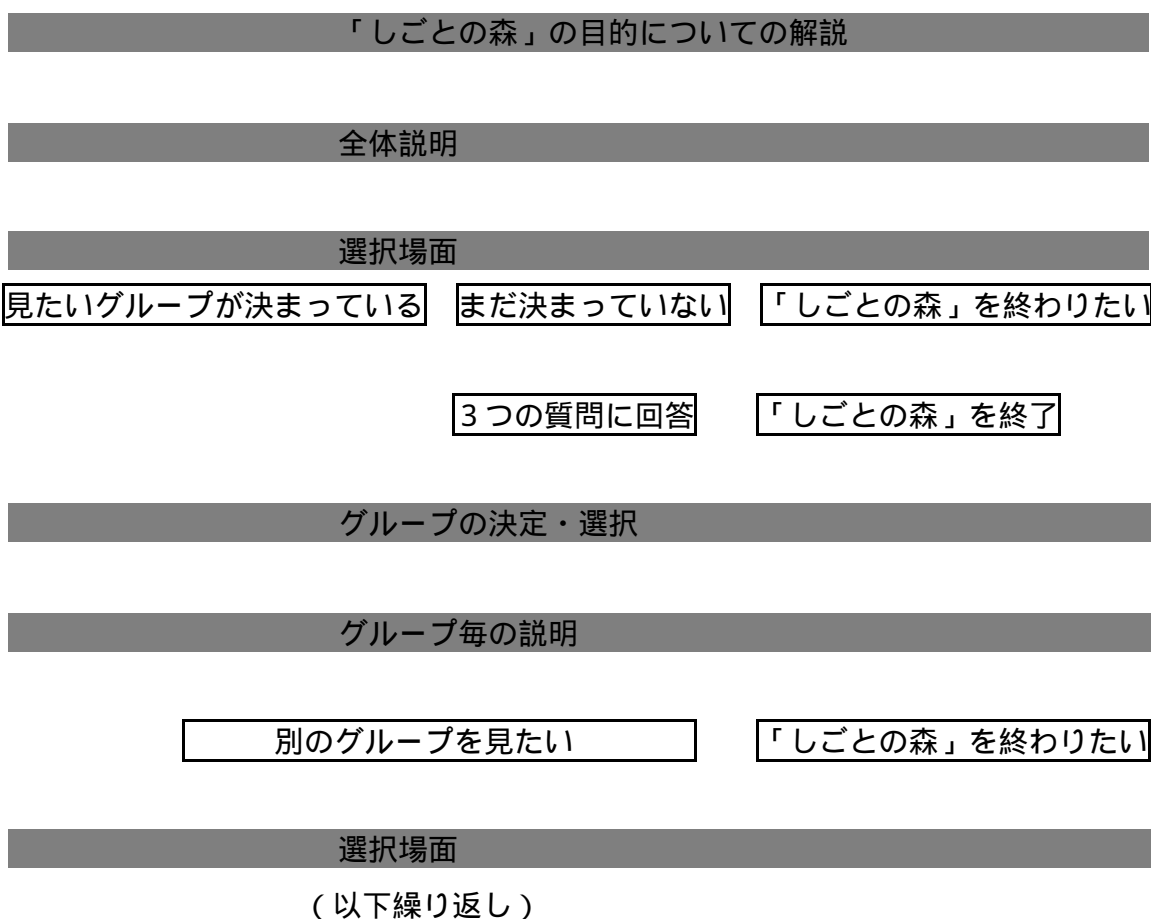 「しごとの森」の目的についての解説
全体説明
選択場面
見たいグループが決まっている　まだ決まっていない　「しごとの森」を終わりたい
３つの質問に回答　「しごとの森」を終了
グループの決定・選択
グループ毎の説明
別のグループを見たい　「しごとの森」を終わりたい
選択場面
（以下繰り返し）